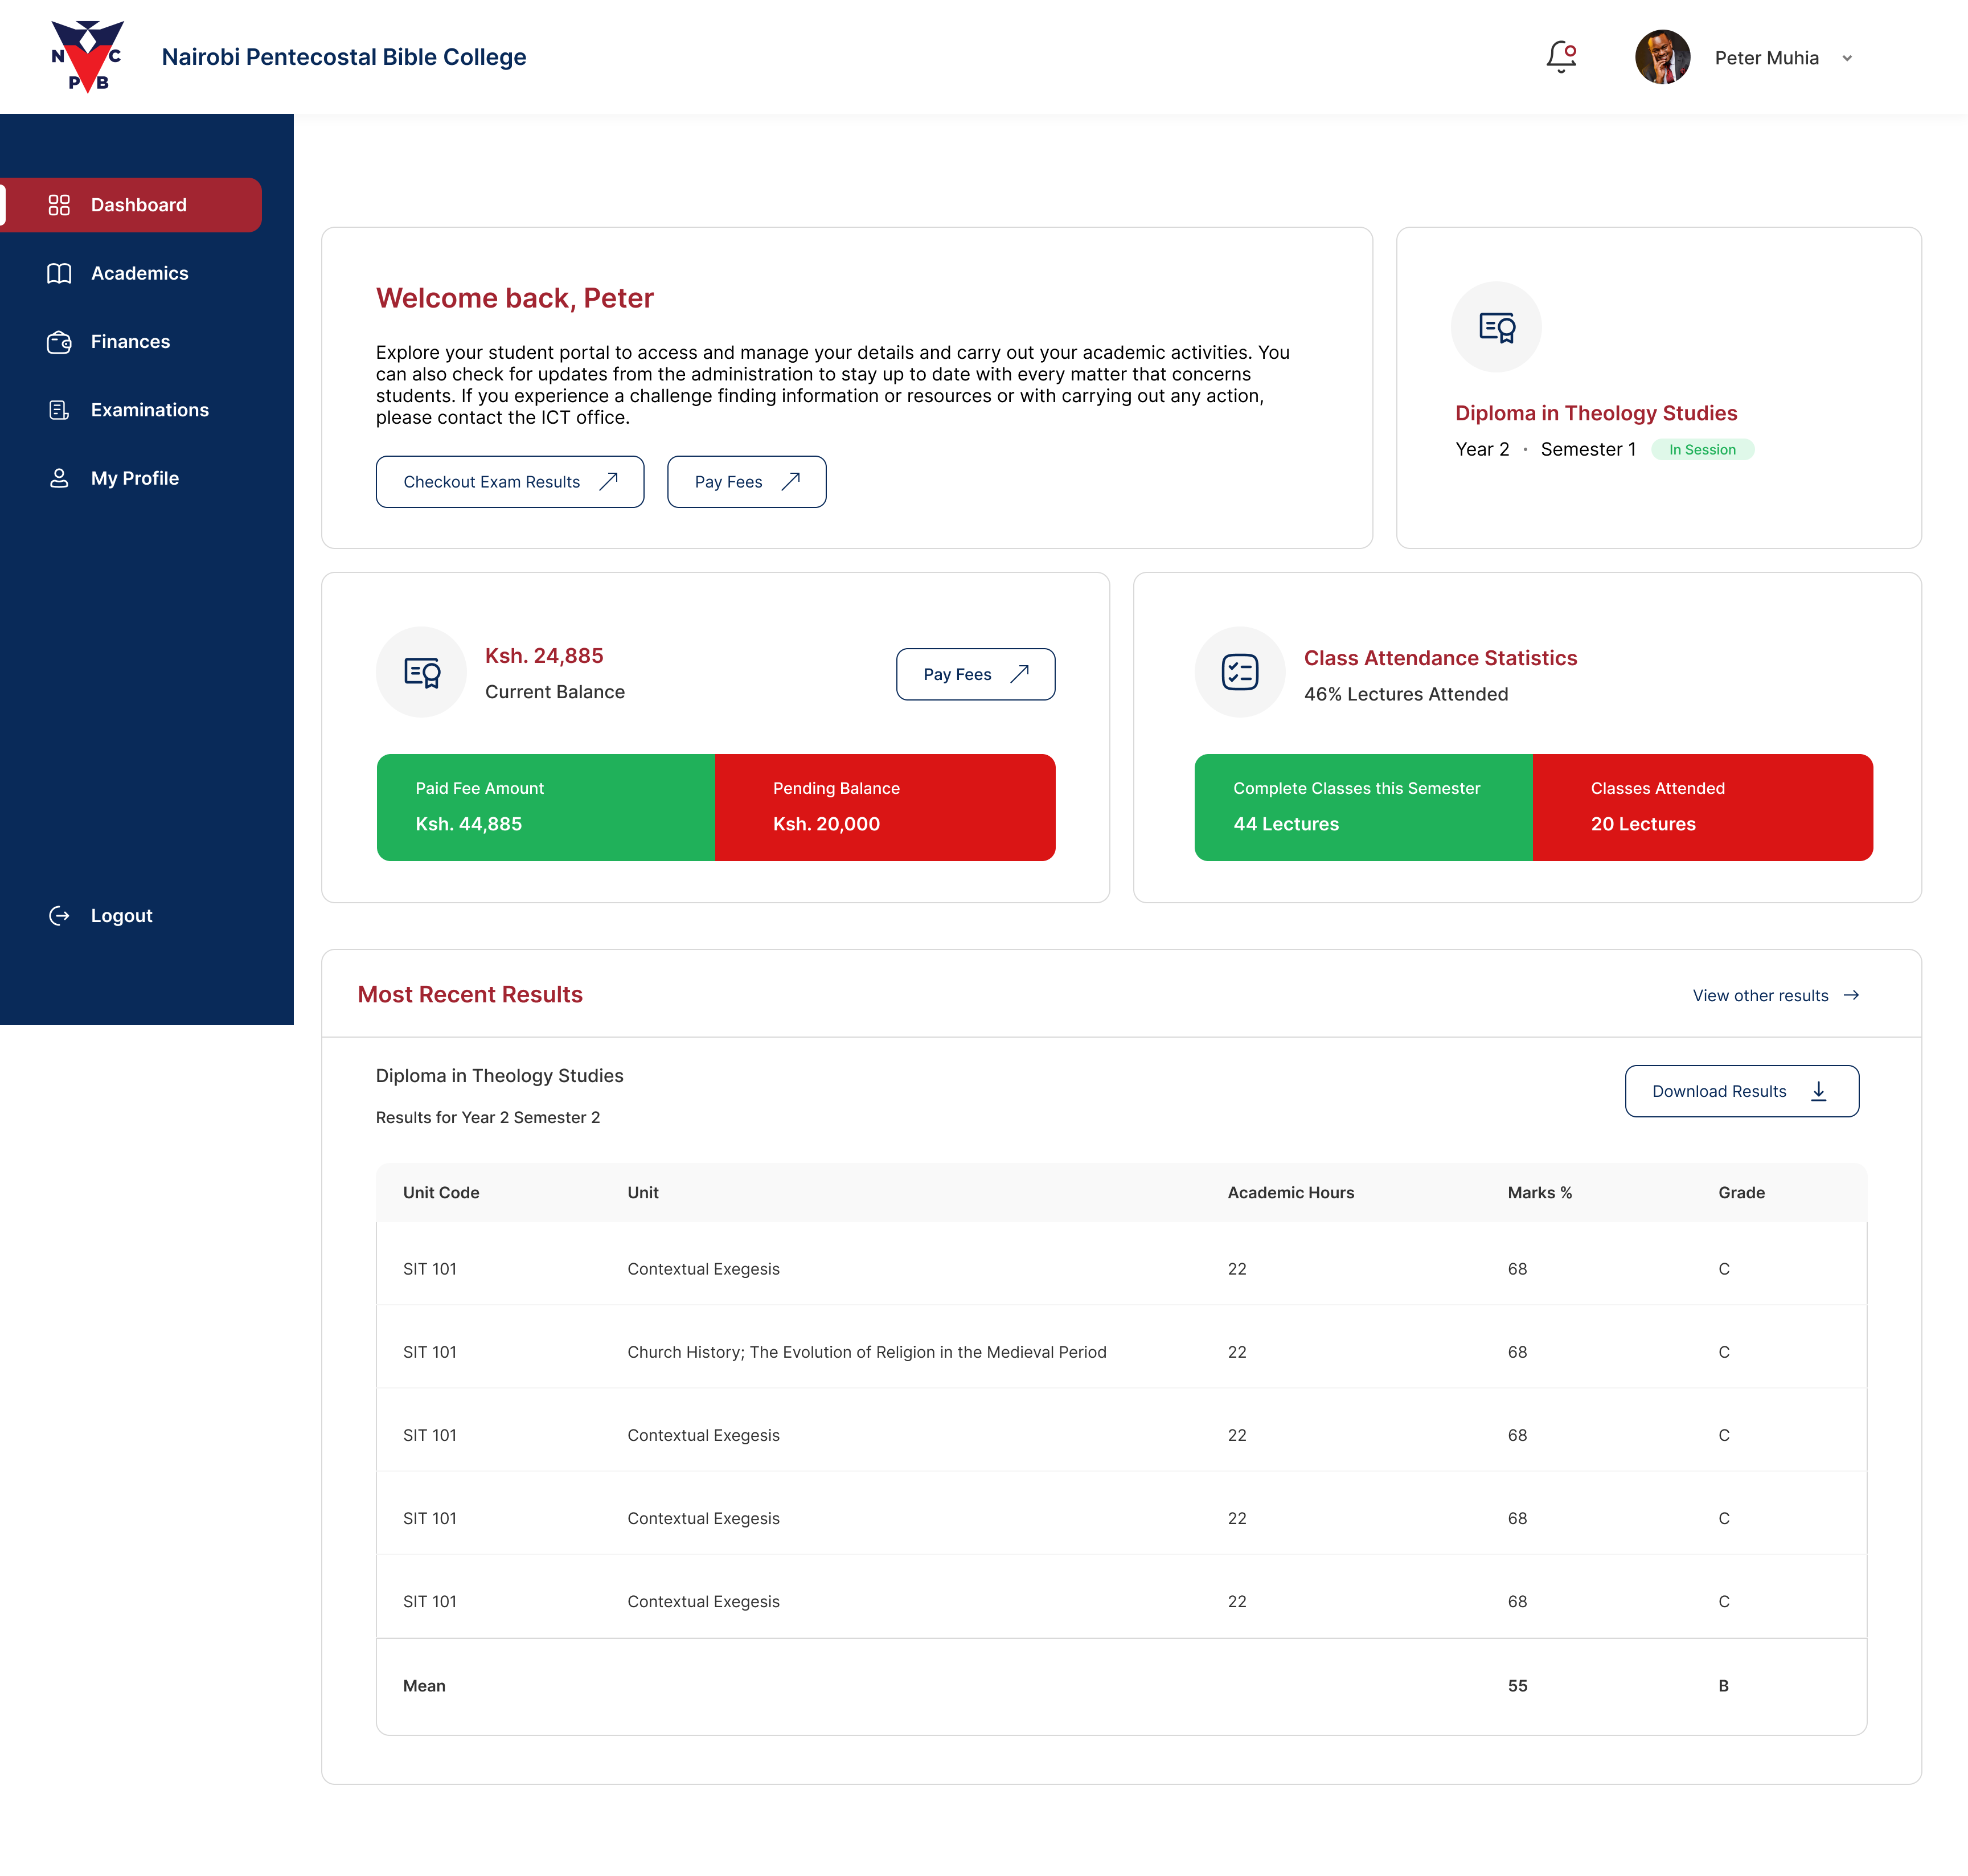 N C
P B
Nairobi Pentecostal Bible College
Peter Muhia
Dashboard
Academics
Finances
Examinations
My Profile
Logout
Welcome back, Peter
Explore your student portal to access and manage your details and carry out your academic activities. You
can also check for updates from the administration to stay up to date with every matter that concerns
students. If you experience a challenge finding information or resources or with carrying out any action,
please contact the ICT office.
Checkout Exam Results
Pay Fees
Diploma in Theology Studies
Year 2 • Semester 1 In Session
Ksh. 24,885
Current Balance
Pay Fees
Paid Fee Amount
Ksh. 44,885
Pending Balance
Ksh. 20,000
Class Attendance Statistics
46% Lectures Attended
Complete Classes this Semester
44 Lectures
Classes Attended
20 Lectures
Most Recent Results
View other results
Diploma in Theology Studies
Results for Year 2 Semester 2
Download Results
Unit Code Unit Academic Hours Marks % Grade
SIT 101 Contextual Exegesis 22 68 C
SIT 101 Church History; The Evolution of Religion in the Medieval Period 22 68 C
SIT 101 Contextual Exegesis 22 68 C
SIT 101 Contextual Exegesis 22 68 C
SIT 101 Contextual Exegesis 22 68 C
Mean 55 B